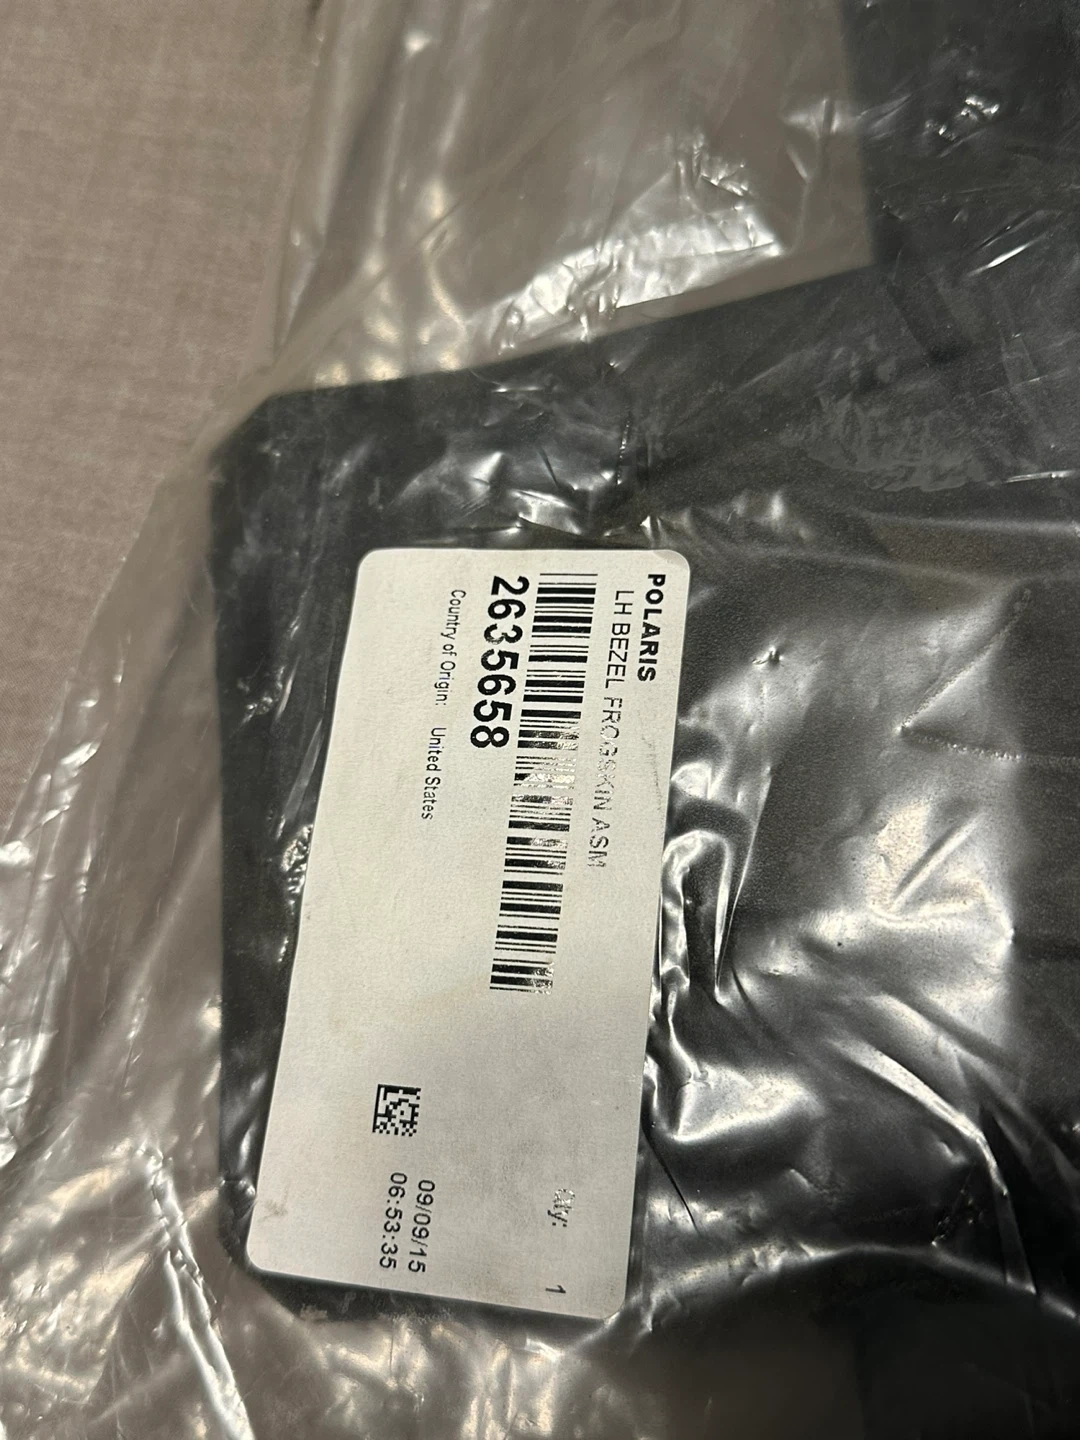 POLARIS
LH BEZEL FROGSKIN ASM
2635658
Country of Origin: United States
Qty: 1
09/09/15
06:53:35